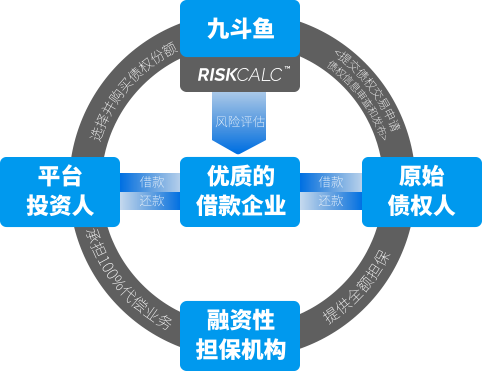 九斗鱼
RISKCALC™
选择并购买债权份额
<提交债权交易申请
债权信息审查和发布>
风险评估
平台
投资人
借款
还款
优质的
借款企业
借款
还款
原始
债权人
承担100%代偿业务
提供全额担保
融资性
担保机构